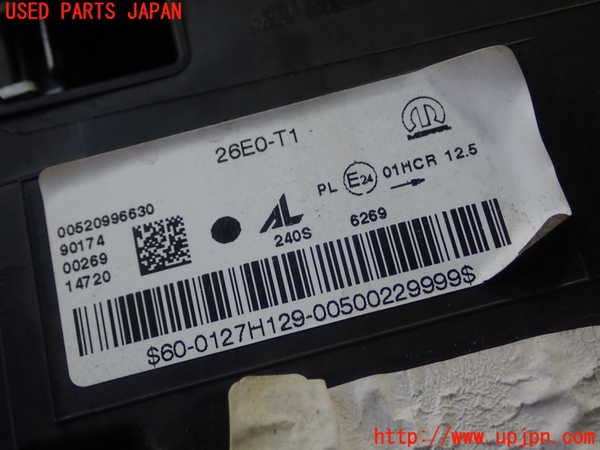 USED PARTS JAPAN
26E0-T1
00520996630
90174
00269
14720
AL
240S
PL E24 01HCR 12.5
6269
$60-0127H129-00500229999$
http://www.upjpn.com/